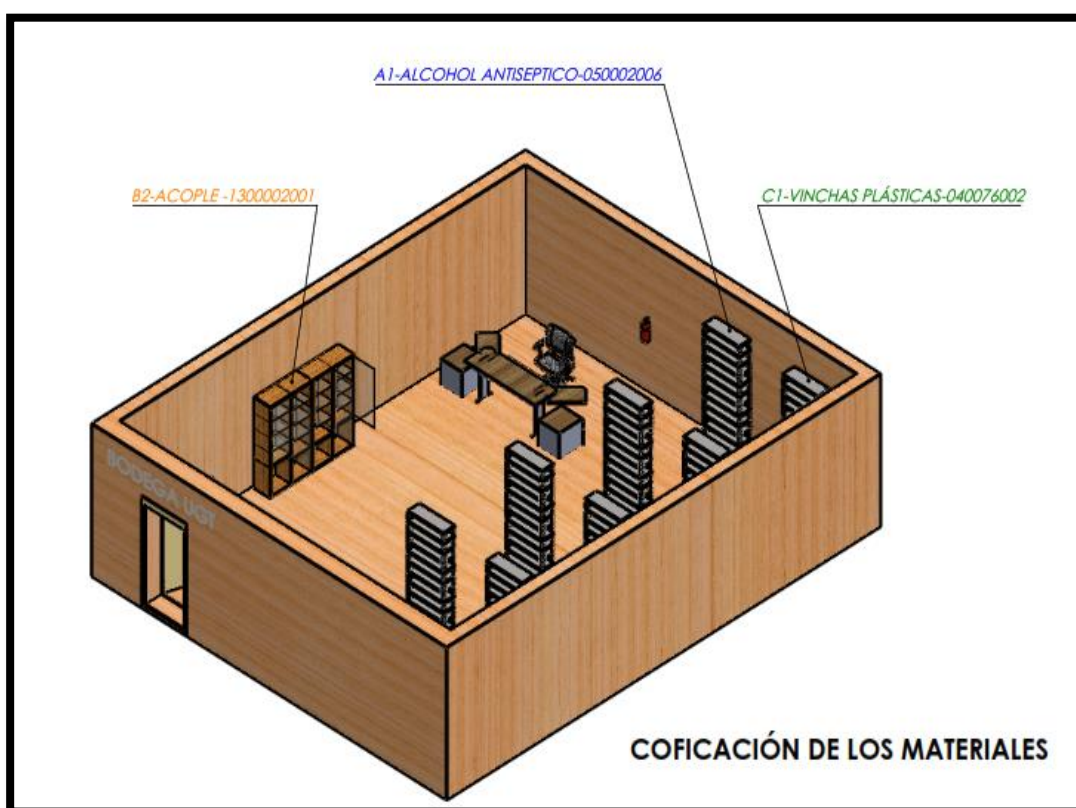 A1-ALCOHOL ANTISEPTICO-050002006
B2-ACOPLE -1300002001
C1-VINCHAS PLÁSTICAS-040076002
BODEGA UGT
COFICACIÓN DE LOS MATERIALES